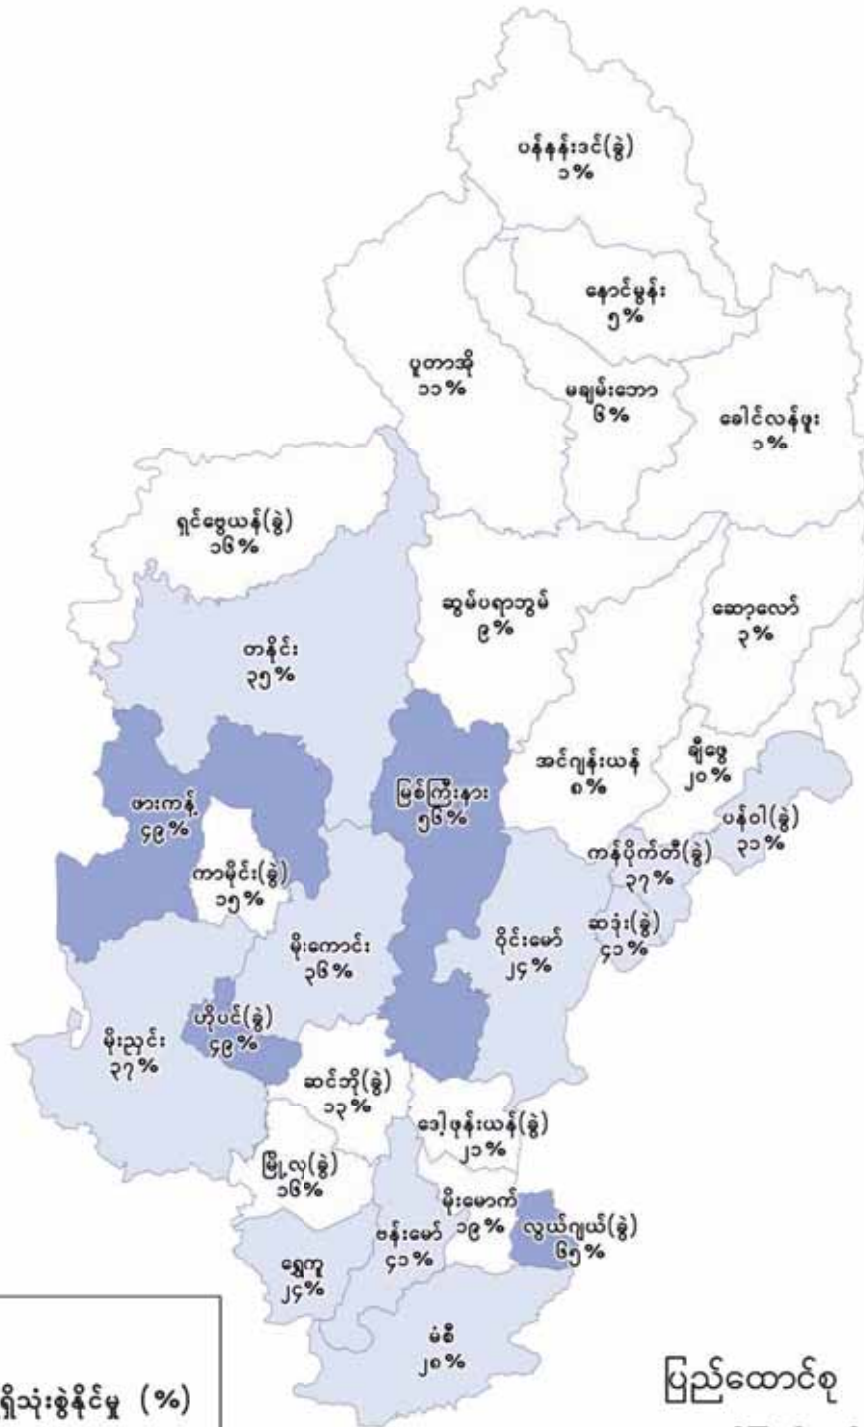 ပန်နန်းဒင်(ခွဲ)
၁%
နောင်မွန်း
၅%
ပူတာအို
၁၁%
မချမ်းဘော
၆%
ခေါင်လန်ဖူး
၁%
ရှင်ဗွေယန်(ခွဲ)
၁၆%
ဆွမ်ပရာဘွမ်
၉%
ဆော့လော်
၃%
တနိုင်း
၃၅%
အင်ဂျန်းယန်
၈%
ချီဖွေ
၂၀%
ဖားကန့်
၄၉%
မြစ်ကြီးနား
၅၆%
ပန်ဝါ(ခွဲ)
၃၁%
ကန်ပိုက်တီ(ခွဲ)
၃၇%
ကာမိုင်း(ခွဲ)
၁၅%
ဆဒုံး(ခွဲ)
၄၁%
မိုးကောင်း
၃၆%
ဝိုင်းမော်
၂၄%
ဟိုပင်(ခွဲ)
၄၉%
မိုးညှင်း
၃၇%
ဆင်ဘို(ခွဲ)
၁၃%
ဒေါ့ဖုန်းယန်(ခွဲ)
၂၁%
မြို့လှ(ခွဲ)
၁၆%
မိုးမောက်
၁၉%
လွယ်ဂျယ်(ခွဲ)
၆၅%
ဗန်းမော်
၄၁%
ရွှေကူ
၂၄%
မံစီ
၂၈%
ရှိသုံးစွဲနိုင်မှု (%)
ပြည်ထောင်စု